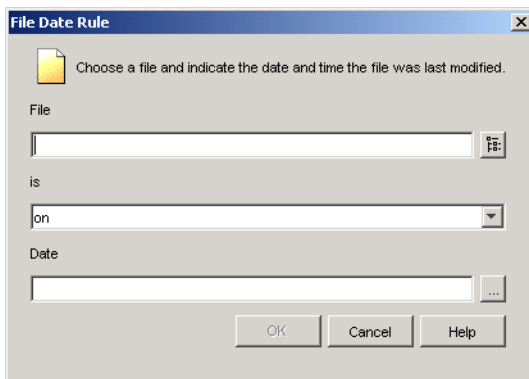 File Date Rule
Choose a file and indicate the date and time the file was last modified.
File
is
on
Date
...
OK Cancel Help